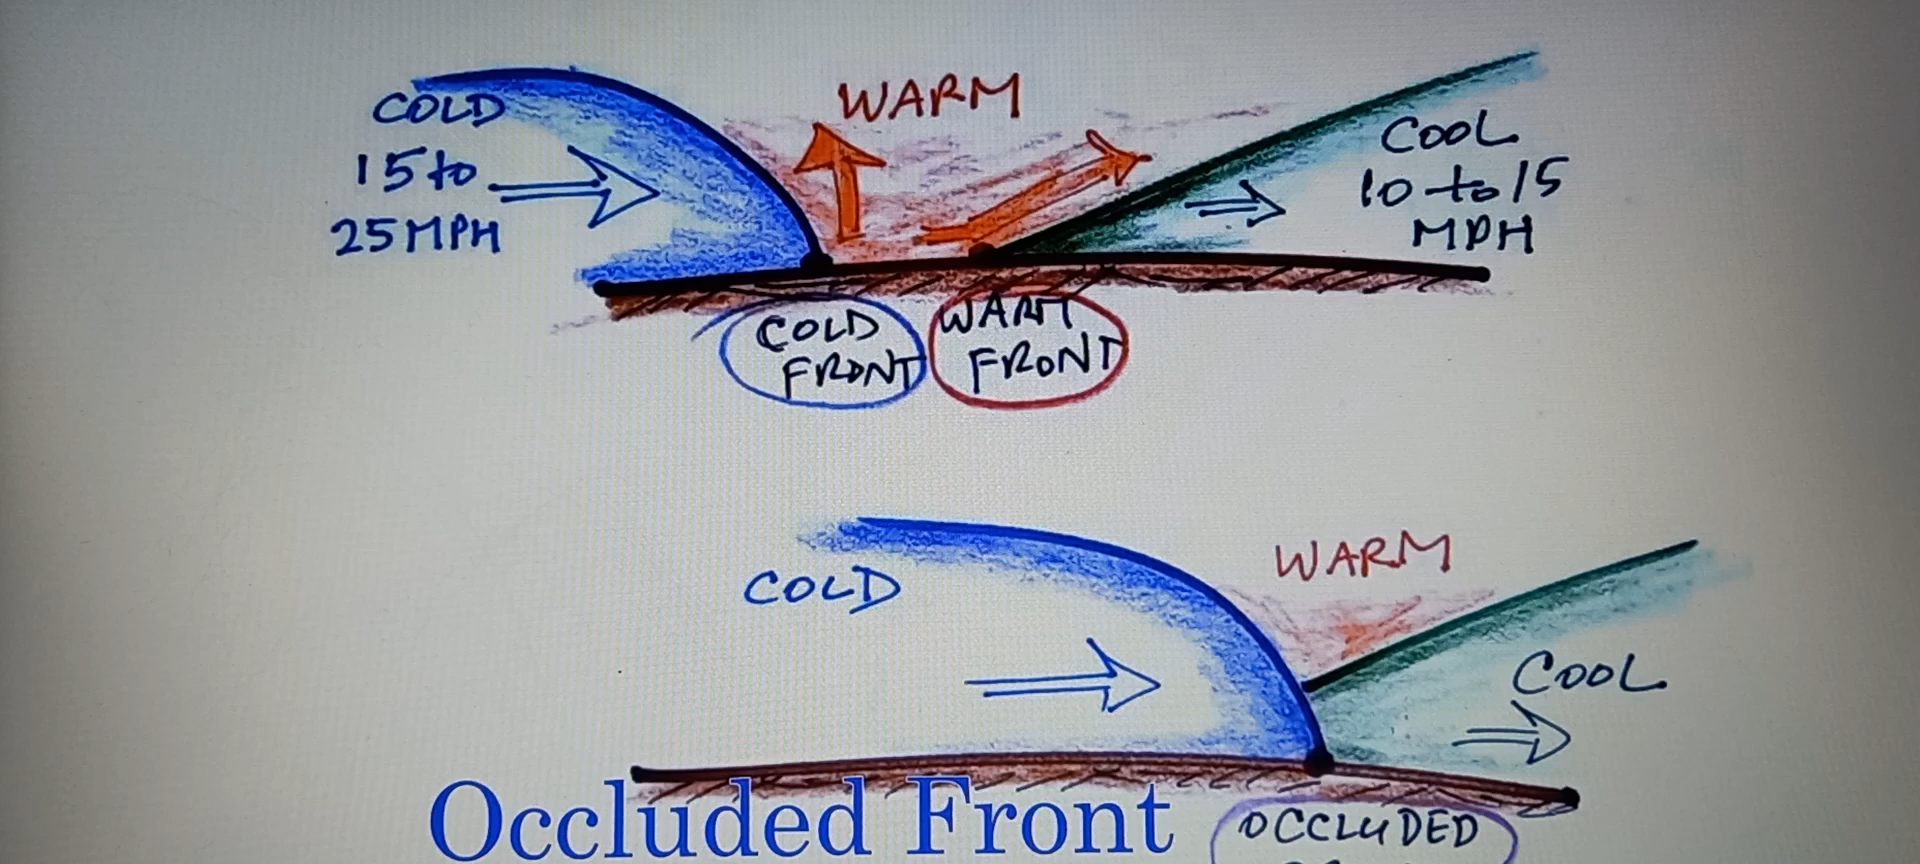 COLD
15 to
25 MPH
WARM
COOL
10 to 15
MPH
COLD
FRONT
WARM
FRONT
COLD
WARM
COOL
Occluded Front
OCCLUDED